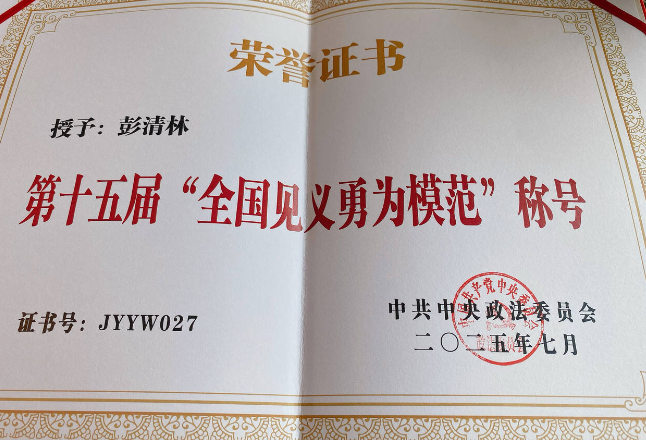 荣誉证书
授予：彭清林
第十五届“全国见义勇为模范”称号
证书号：JYYW027
中共中央政法委员会
二〇二五年七月